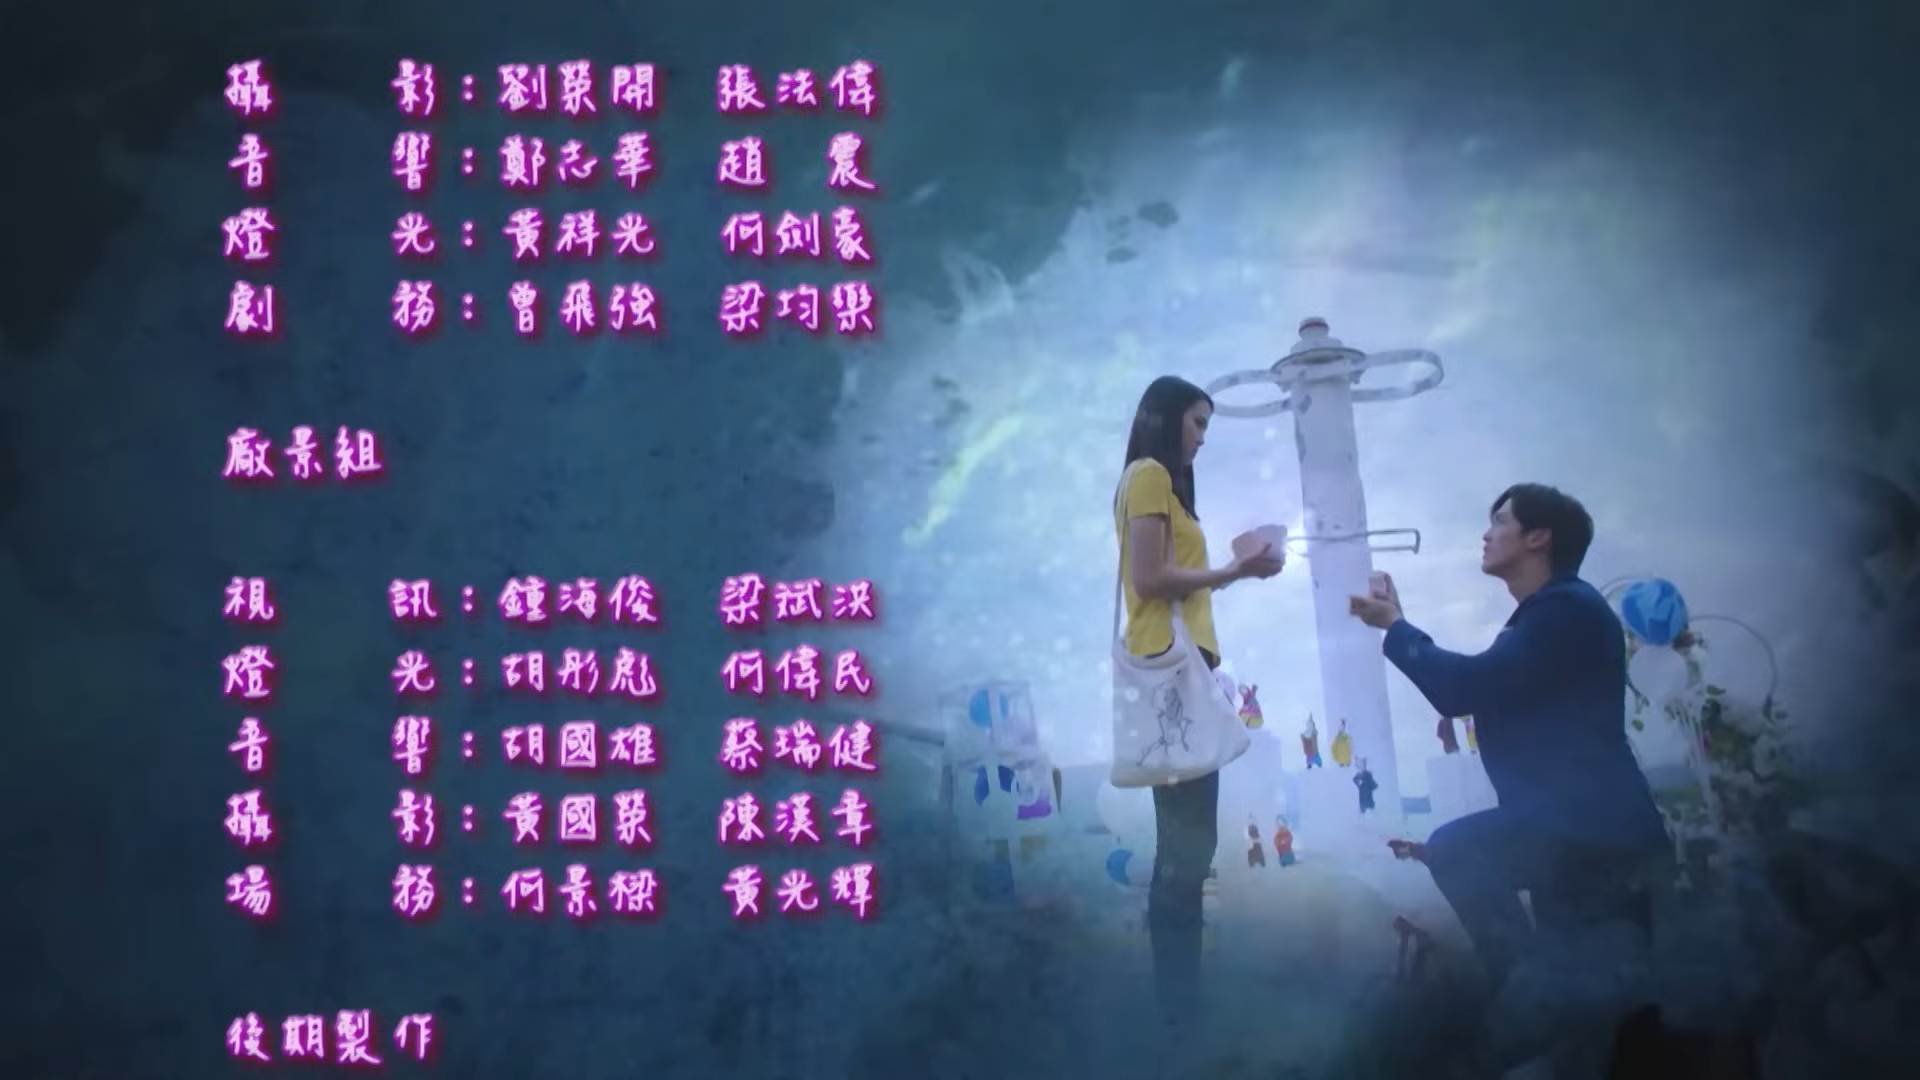 攝影：劉榮開 張法偉
音響：鄭志華 趙震
燈光：黃祥光 何劍豪
劇務：曾飛強 梁均樂
廠景組
視訊：鍾海俊 梁斌洪
燈光：胡彤彪 何偉民
音響：胡國雄 蔡瑞健
攝影：黃國榮 陳漢章
場務：何景樑 黃光輝
後期製作